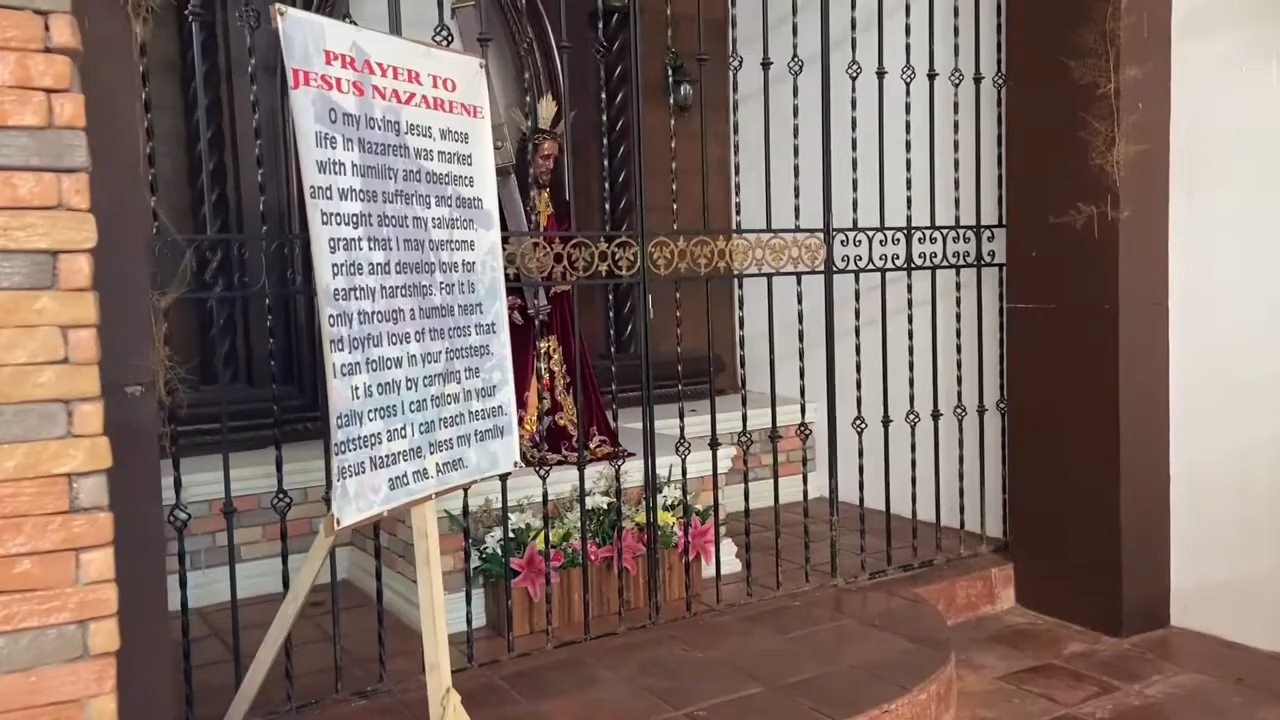 PRAYER TO
JESUS NAZARENE
O my loving Jesus, whose
life in Nazareth was marked
with humility and obedience
and whose suffering and death
brought about my salvation,
grant that I may overcome
pride and develop love for
earthly hardships. For it is
only through a humble heart
nd joyful love of the cross that
I can follow in your footsteps.
It is only by carrying the
daily cross I can follow in your
ootsteps and I can reach heaven.
Jesus Nazarene, bless my family
and me. Amen.